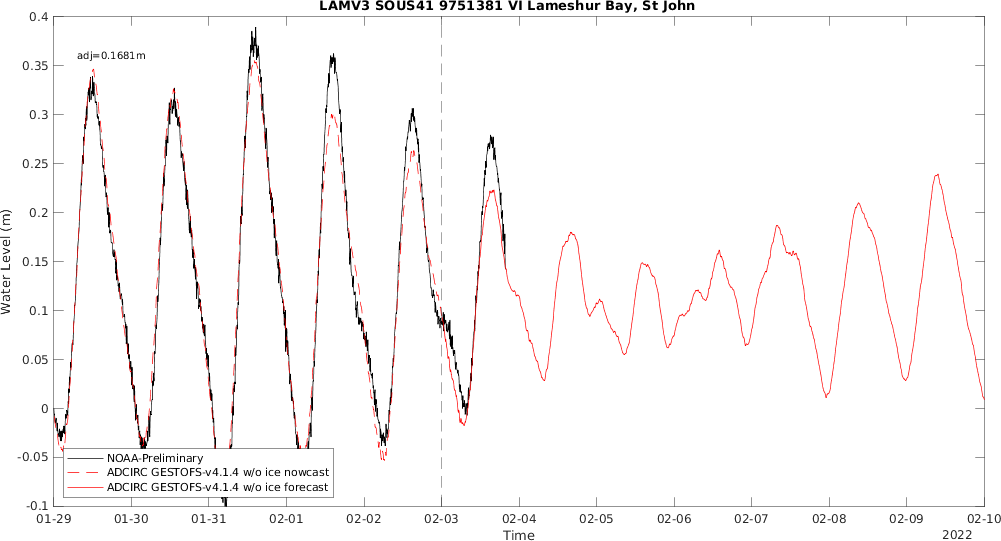 LAMV3 SOUS41 9751381 VI Lameshur Bay, St John
adj=0.1681m
Water Level (m)
0.4
0.35
0.3
0.25
0.2
0.15
0.1
0.05
0
-0.05
-0.1
NOAA-Preliminary
ADCIRC GESTOFS-v4.1.4 w/o ice nowcast
ADCIRC GESTOFS-v4.1.4 w/o ice forecast
01-29 01-30 01-31 02-01 02-02 02-03 02-04 02-05 02-06 02-07 02-08 02-09 02-10
Time
2022